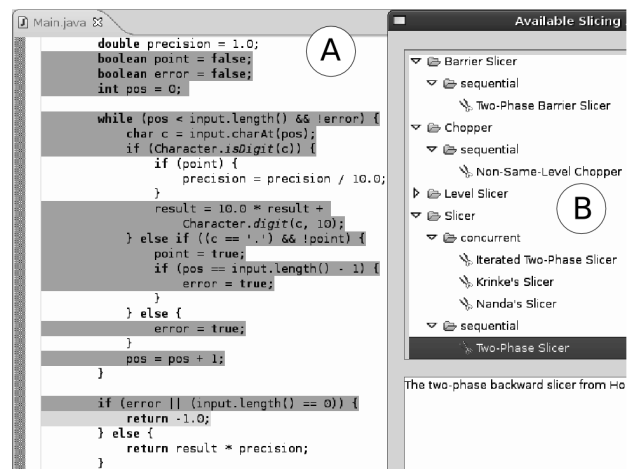 Main.java
double precision = 1.0;
boolean point = false;
boolean error = false;
int pos = 0;
while (pos < input.length() && !error) {
char c = input.charAt(pos);
if (Character.isDigit(c)) {
if (point) {
precision = precision / 10.0;
}
result = 10.0 * result +
Character.digit(c, 10);
} else if ((c == '.') && !point) {
point = true;
if (pos == input.length() - 1) {
error = true;
}
} else {
error = true;
}
pos = pos + 1;
}
if (error || (input.length() == 0)) {
return -1.0;
} else {
return result * precision;
}
A
Available Slicing
Barrier Slicer
sequential
Two-Phase Barrier Slicer
Chopper
sequential
Non-Same-Level Chopper
Level Slicer
Slicer
concurrent
Iterated Two-Phase Slicer
Krinke's Slicer
Nanda's Slicer
sequential
Two-Phase Slicer
B
The two-phase backward slicer from Ho